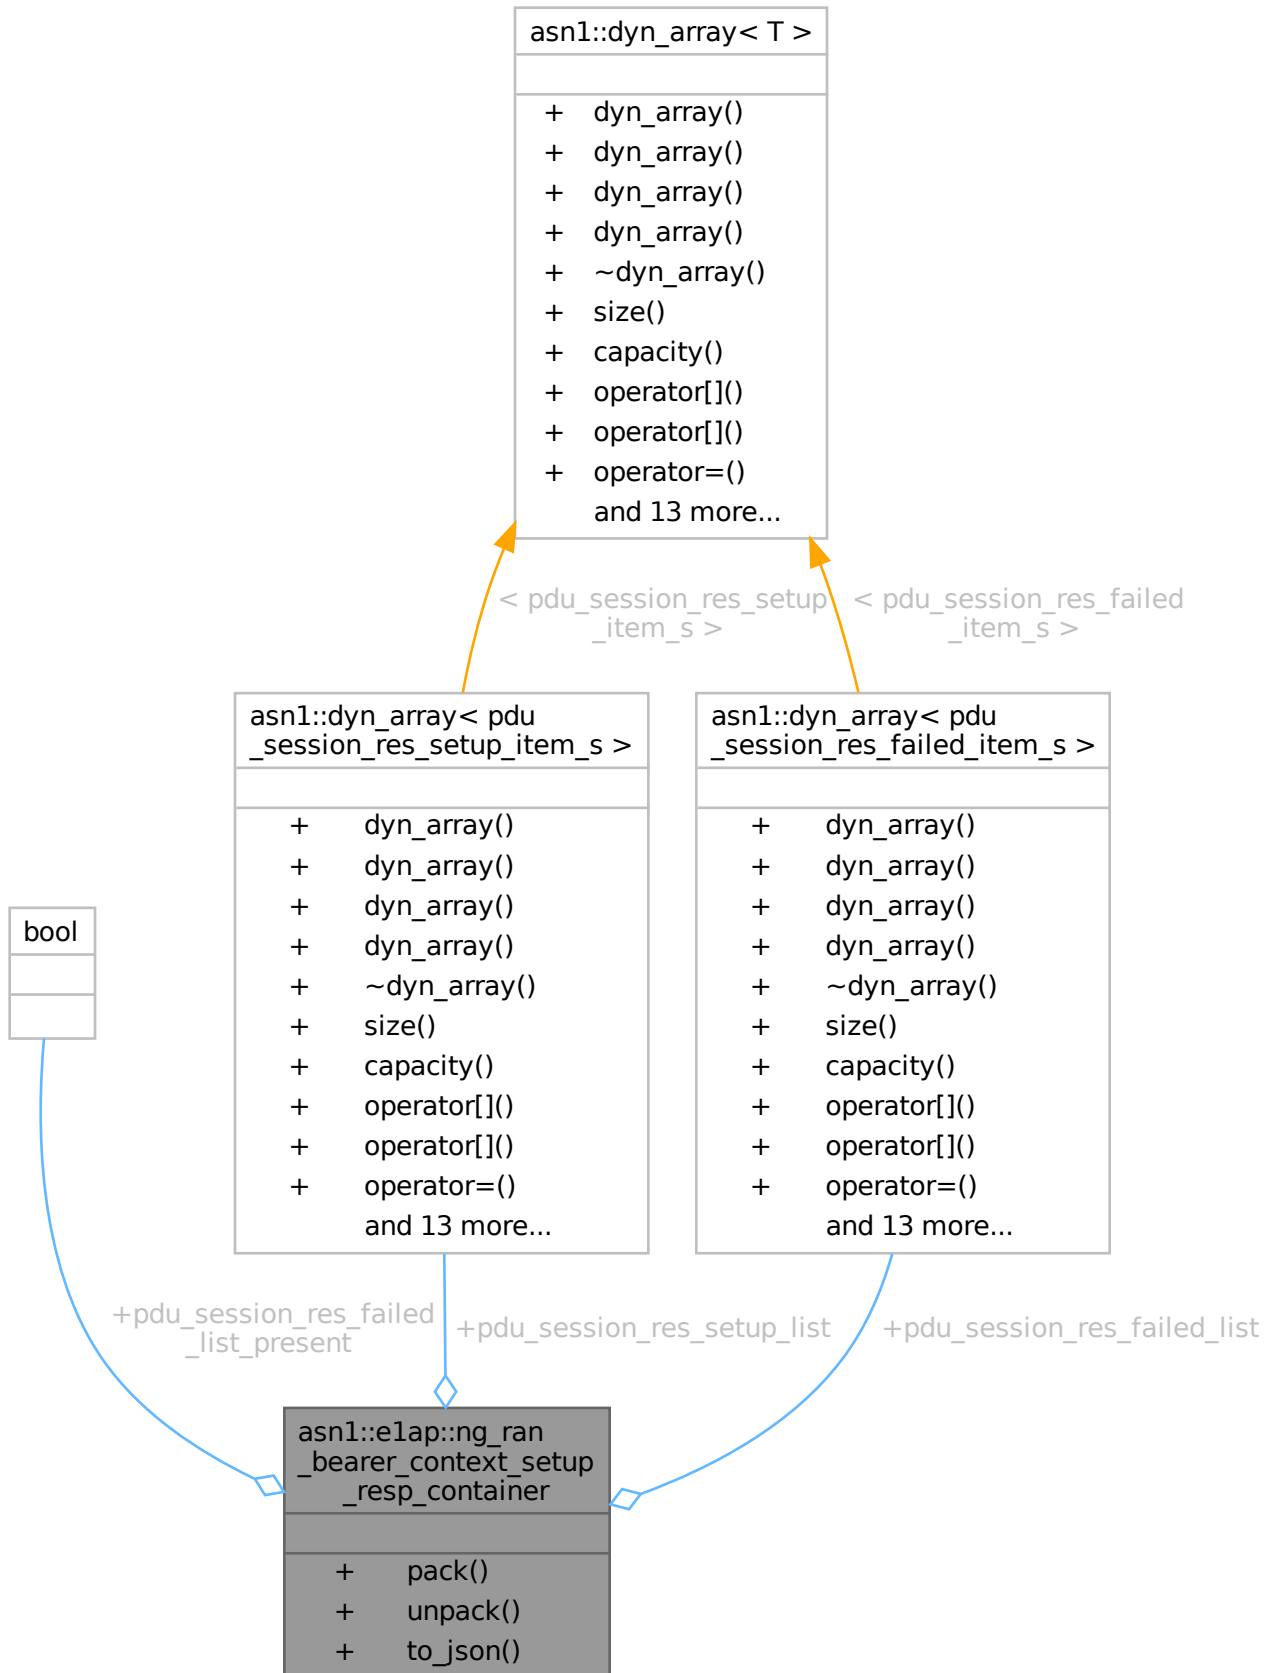 asn1::dyn_array< T >
+ dyn_array()
+ dyn_array()
+ dyn_array()
+ dyn_array()
+ ~dyn_array()
+ size()
+ capacity()
+ operator[]()
+ operator[]()
+ operator=()
and 13 more...
< pdu_session_res_setup
_item_s >
< pdu_session_res_failed
_item_s >
asn1::dyn_array< pdu
_session_res_setup_item_s >
+ dyn_array()
+ dyn_array()
+ dyn_array()
+ dyn_array()
+ ~dyn_array()
+ size()
+ capacity()
+ operator[]()
+ operator[]()
+ operator=()
and 13 more...
asn1::dyn_array< pdu
_session_res_failed_item_s >
+ dyn_array()
+ dyn_array()
+ dyn_array()
+ dyn_array()
+ ~dyn_array()
+ size()
+ capacity()
+ operator[]()
+ operator[]()
+ operator=()
and 13 more...
bool
+pdu_session_res_failed
_list_present
+pdu_session_res_setup_list
+pdu_session_res_failed_list
asn1::e1ap::ng_ran
_bearer_context_setup
_resp_container
+ pack()
+ unpack()
+ to_json()